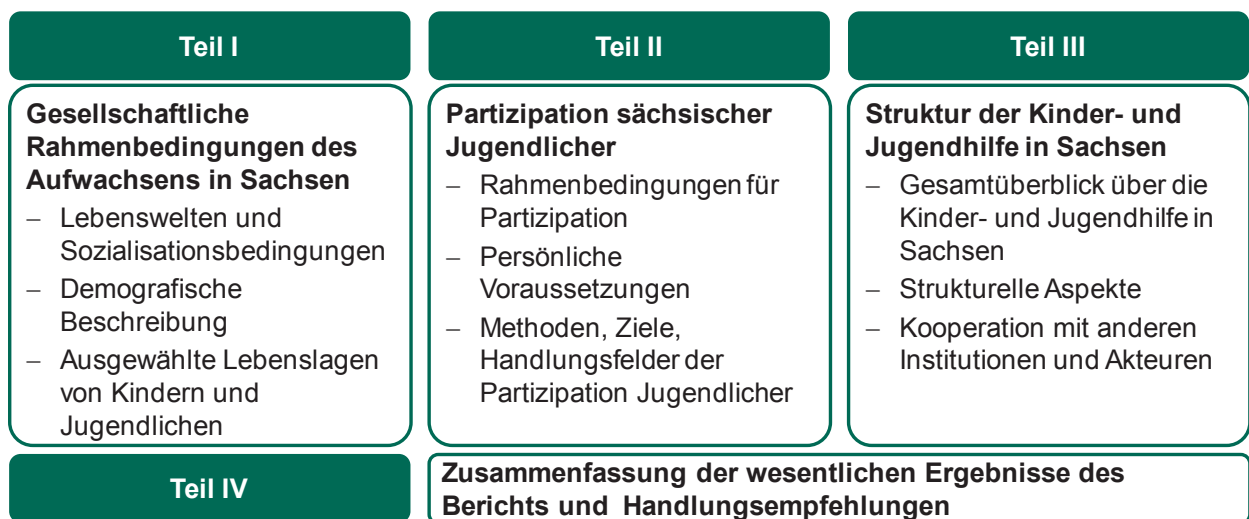 Teil I
Gesellschaftliche
Rahmenbedingungen des
Aufwachsens in Sachsen
– Lebenswelten und
Sozialisationsbedingungen
– Demografische
Beschreibung
– Ausgewählte Lebenslagen
von Kindern und
Jugendlichen
Teil II
Partizipation sächsischer
Jugendlicher
– Rahmenbedingungen für
Partizipation
– Persönliche
Voraussetzungen
– Methoden, Ziele,
Handlungsfelder der
Partizipation Jugendlicher
Teil III
Struktur der Kinder- und
Jugendhilfe in Sachsen
– Gesamtüberblick über die
Kinder- und Jugendhilfe in
Sachsen
– Strukturelle Aspekte
– Kooperation mit anderen
Institutionen und Akteuren
Teil IV
Zusammenfassung der wesentlichen Ergebnisse des
Berichts und Handlungsempfehlungen